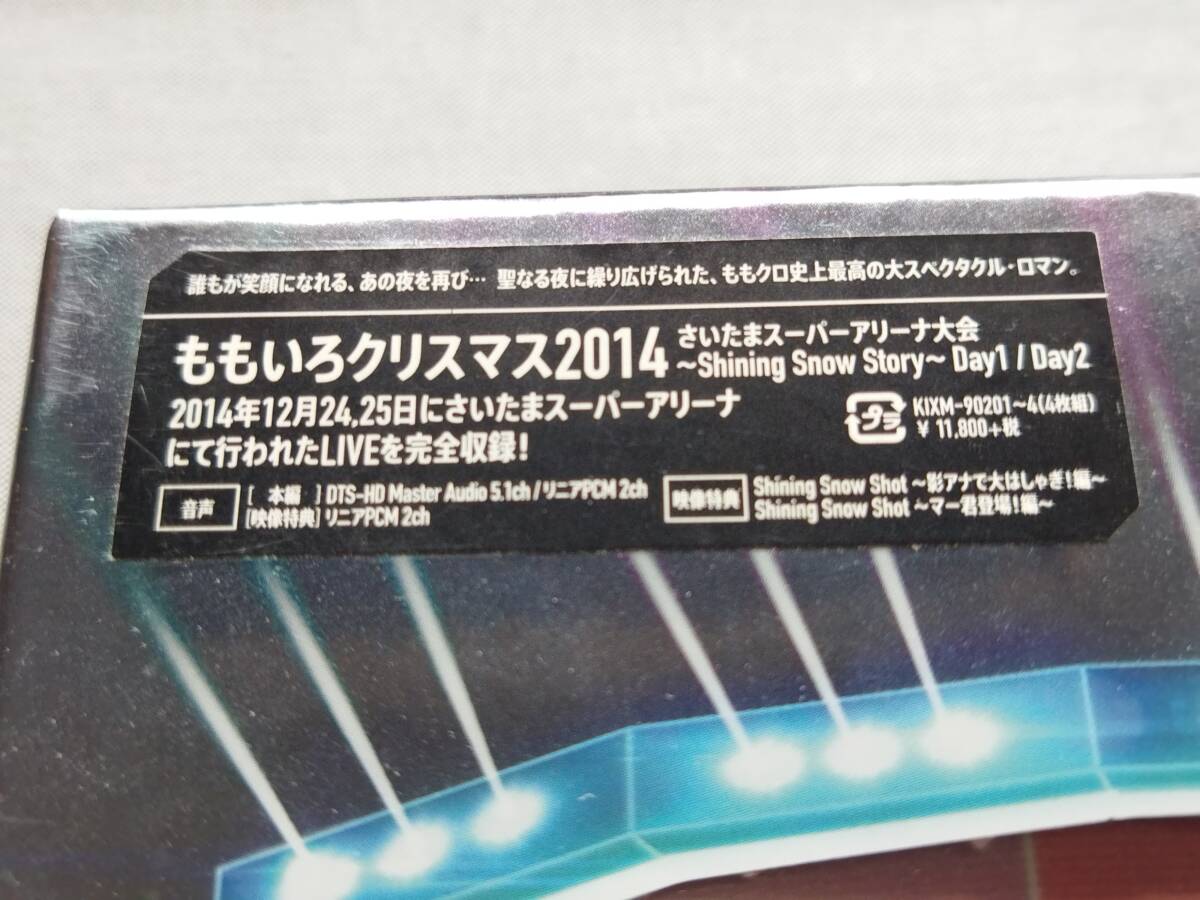 誰もが笑顔になれる、あの夜を再び… 聖なる夜に繰り広げられた、ももクロ史上最高の大スペクタクル・ロマン。
ももいろクリスマス2014 さいたまスーパーアリーナ大会
～Shining Snow Story～ Day1 / Day2
2014年12月24,25日にさいたまスーパーアリーナ
にて行われたLIVEを完全収録!
プラ
KIXM-90201～4(4枚組)
¥ 11,800+税
音声
[ 本編 ] DTS-HD Master Audio 5.1ch / リニアPCM 2ch
[映像特典] リニアPCM 2ch
映像特典
Shining Snow Shot ～影アナで大はしゃぎ!編～
Shining Snow Shot ～マー君登場!編～